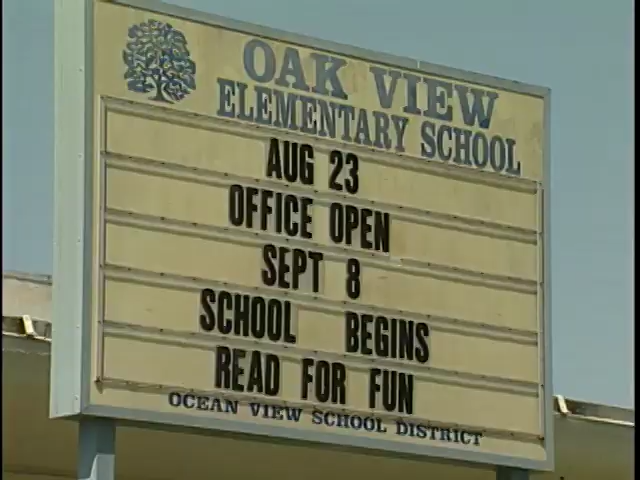 OAK VIEW
ELEMENTARY SCHOOL
AUG 23
OFFICE OPEN
SEPT 8
SCHOOL BEGINS
READ FOR FUN
OCEAN VIEW SCHOOL DISTRICT